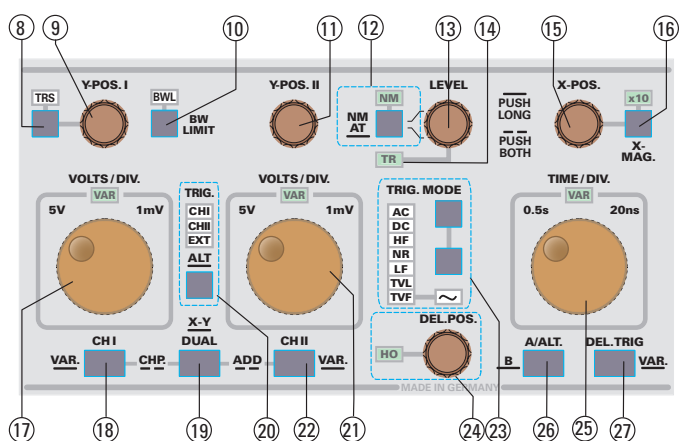 8 9 10 11 12 13 14 15 16
Y-POS. I Y-POS. II LEVEL X-POS.
TRS BWL NM x10
BW LIMIT
NM
AT
PUSH
LONG
PUSH
BOTH
X-
MAG.
TR
VOLTS / DIV. TRIG. VOLTS / DIV. TRIG. MODE TIME / DIV.
VAR VAR VAR
5V 1mV 5V 1mV 0.5s 20ns
CHI
CHII
EXT
ALT
AC
DC
HF
NR
LF
TVL
TVF ~
X-Y
CH I DUAL CH II DEL.POS. A/ALT. DEL.TRIG
VAR. CHP. ADD VAR. HO B VAR.
MADE IN GERMANY
17 18 19 20 22 21 24 23 26 25 27